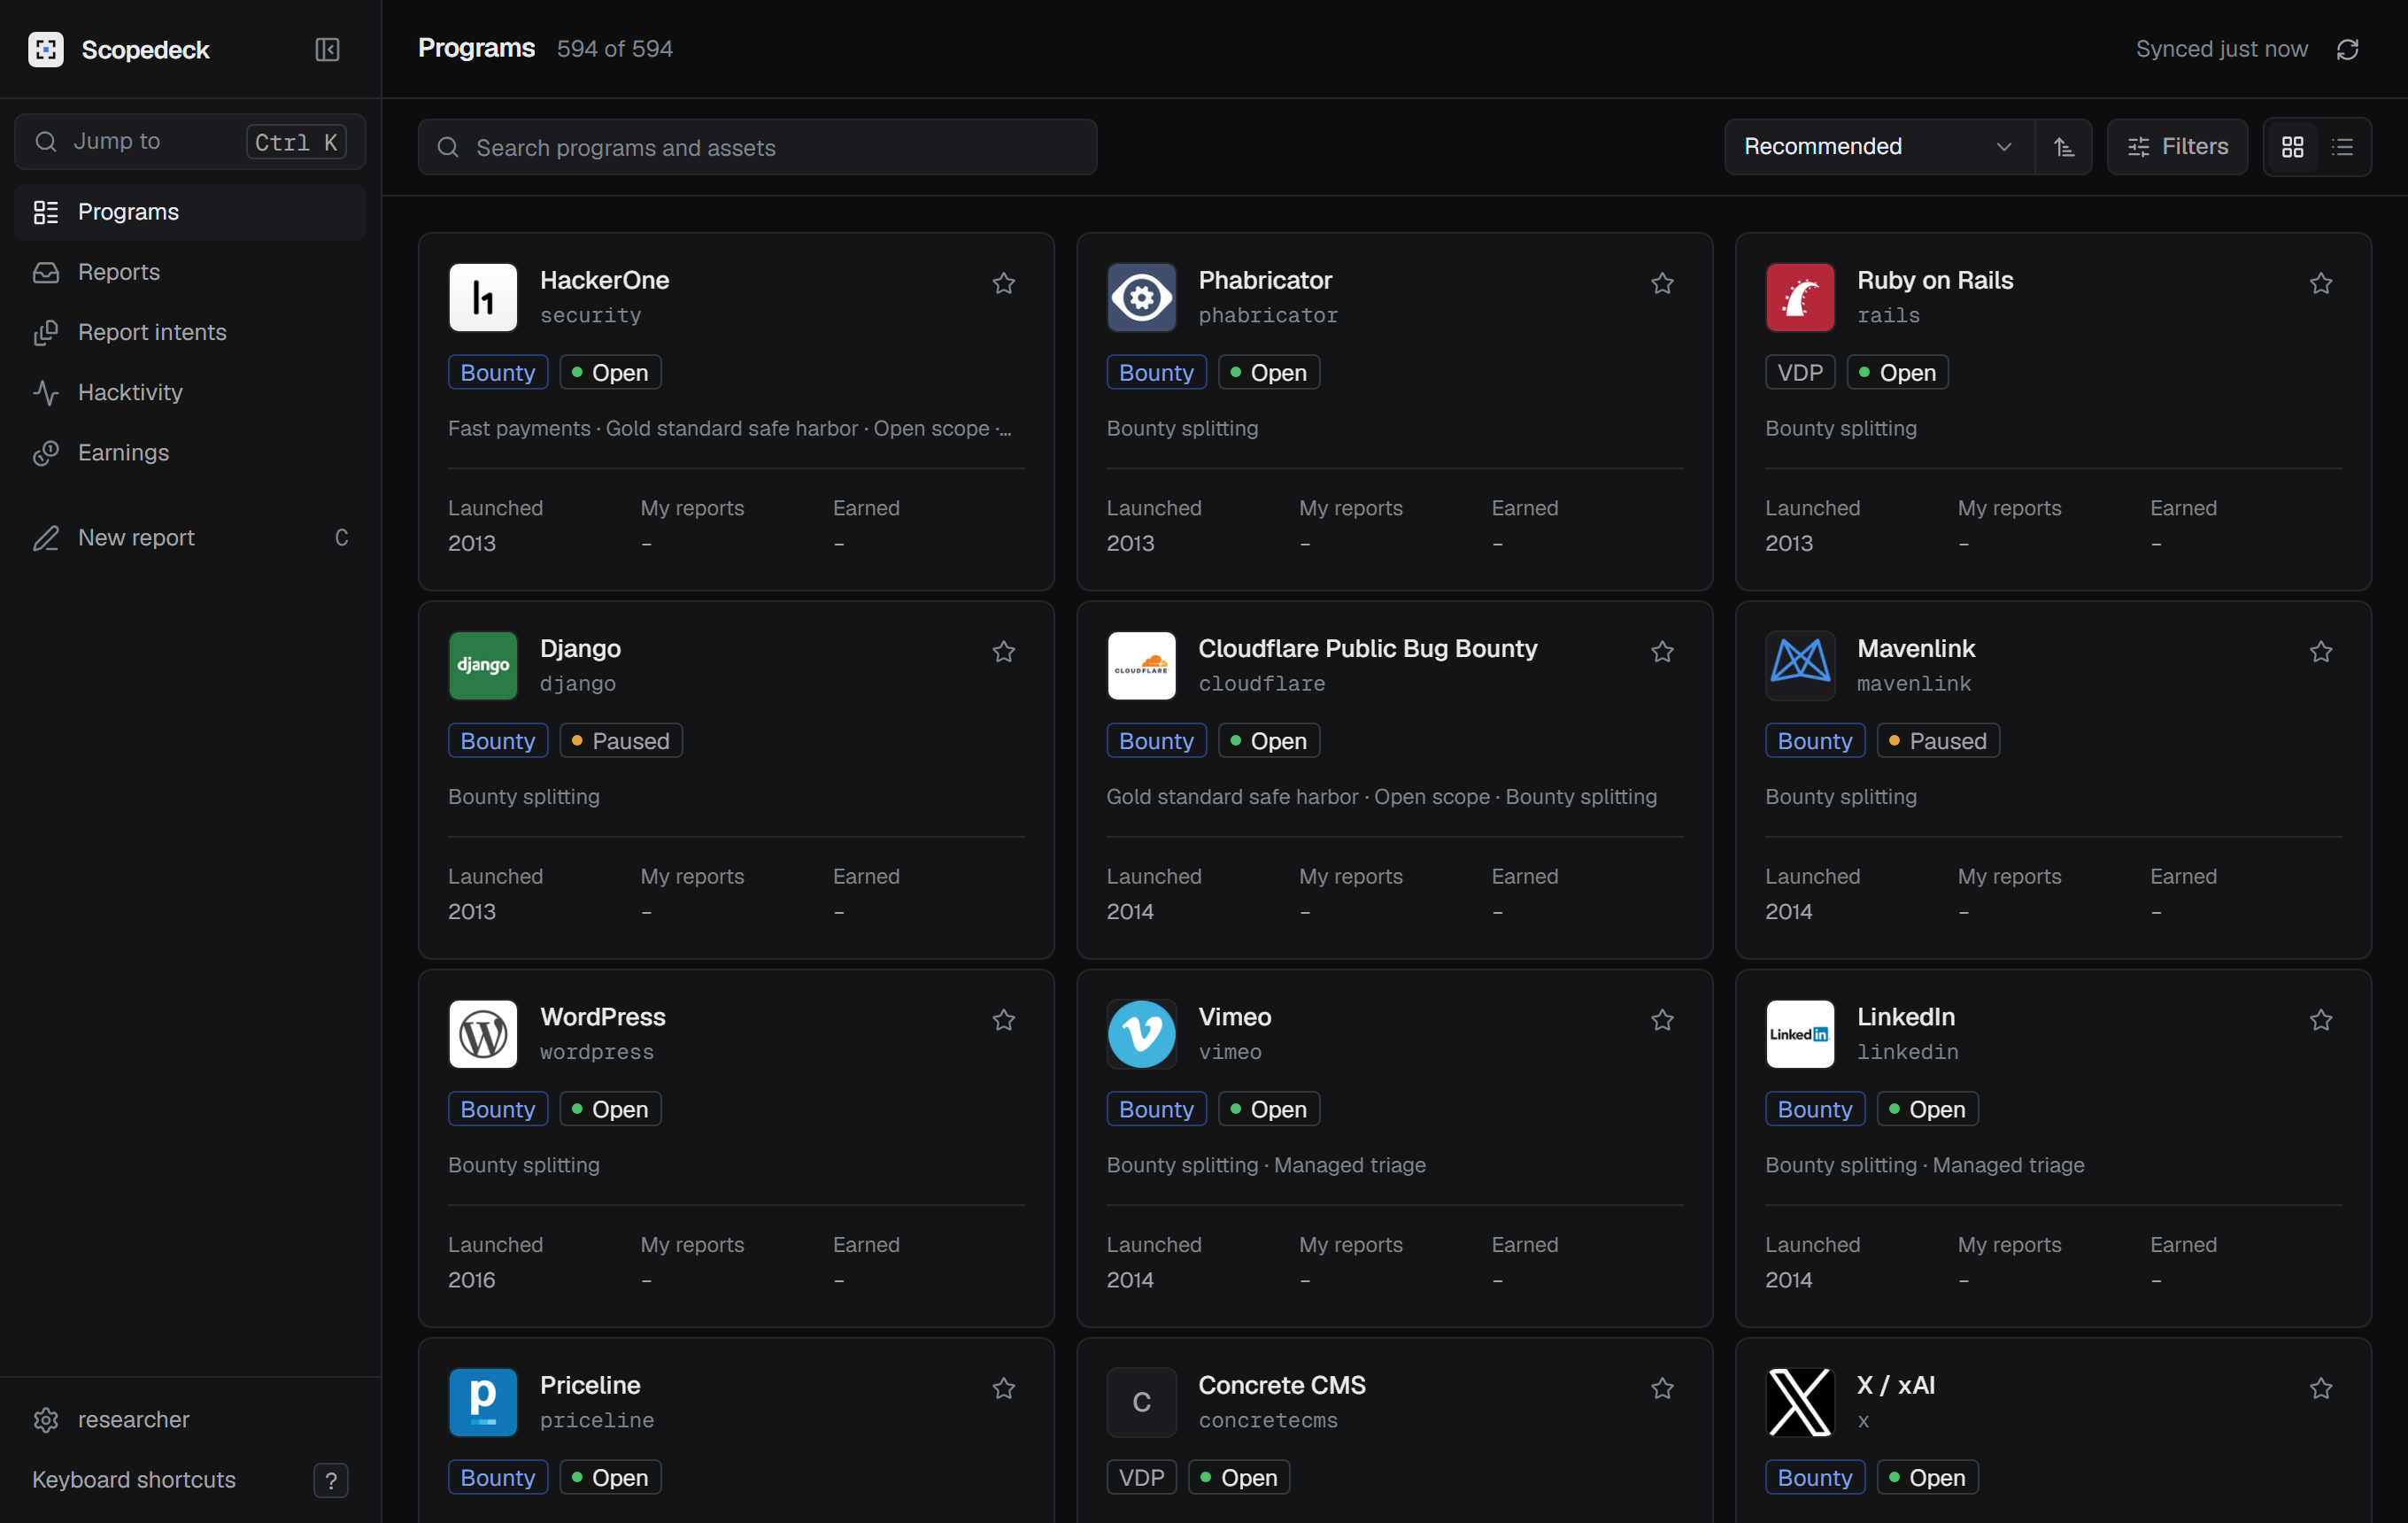 Scopedeck
Jump to Ctrl K
Programs
Reports
Report intents
Hacktivity
Earnings
New report C
researcher
Keyboard shortcuts ?
Programs 594 of 594
Synced just now
Search programs and assets
Recommended
Filters
h1
HackerOne
security
Bounty Open
Fast payments · Gold standard safe harbor · Open scope ·…
Launched My reports Earned
2013 – –
Phabricator
phabricator
Bounty Open
Bounty splitting
Launched My reports Earned
2013 – –
Ruby on Rails
rails
VDP Open
Bounty splitting
Launched My reports Earned
2013 – –
django
Django
django
Bounty Paused
Bounty splitting
Launched My reports Earned
2013 – –
CLOUDFLARE
Cloudflare Public Bug Bounty
cloudflare
Bounty Open
Gold standard safe harbor · Open scope · Bounty splitting
Launched My reports Earned
2014 – –
Mavenlink
mavenlink
Bounty Paused
Bounty splitting
Launched My reports Earned
2014 – –
W
WordPress
wordpress
Bounty Open
Bounty splitting
Launched My reports Earned
2016 – –
v
Vimeo
vimeo
Bounty Open
Bounty splitting · Managed triage
Launched My reports Earned
2014 – –
Linked in
LinkedIn
linkedin
Bounty Open
Bounty splitting · Managed triage
Launched My reports Earned
2014 – –
p
Priceline
priceline
Bounty Open
C
Concrete CMS
concretecms
VDP Open
X
X / xAI
x
Bounty Open